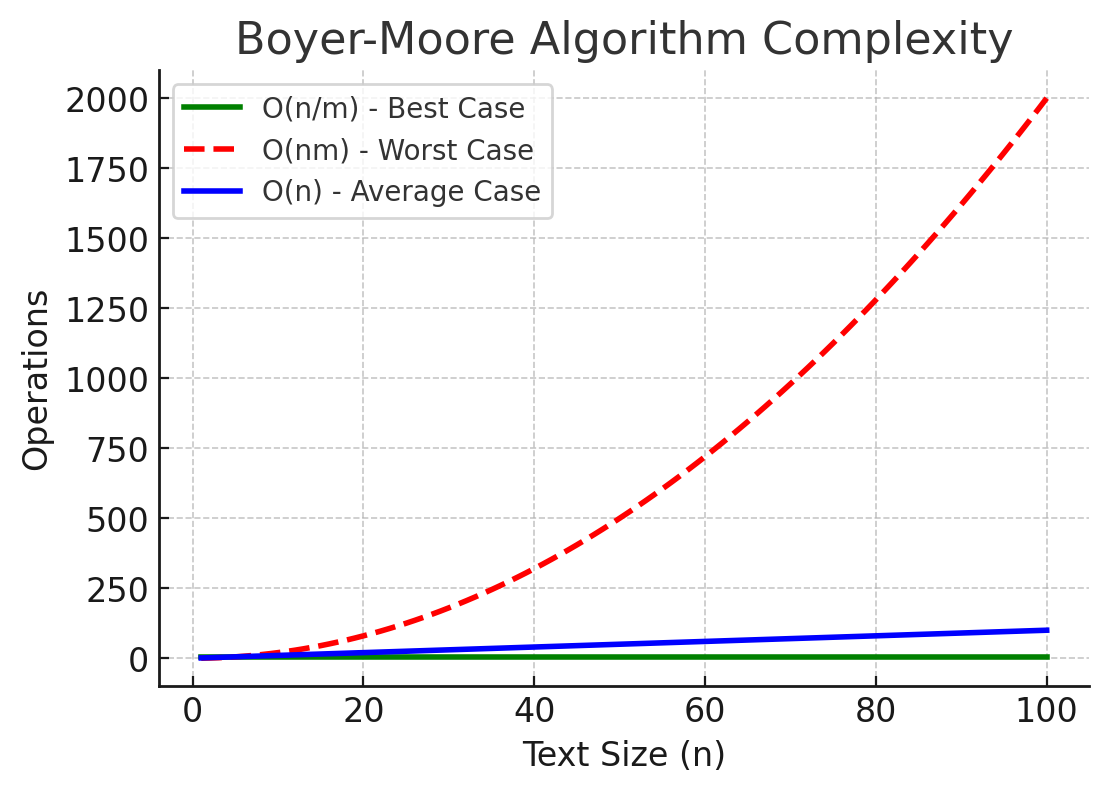 Boyer-Moore Algorithm Complexity
O(n/m) - Best Case
O(nm) - Worst Case
O(n) - Average Case
2000
1750
1500
1250
1000
750
500
250
0
Operations
0 20 40 60 80 100
Text Size (n)